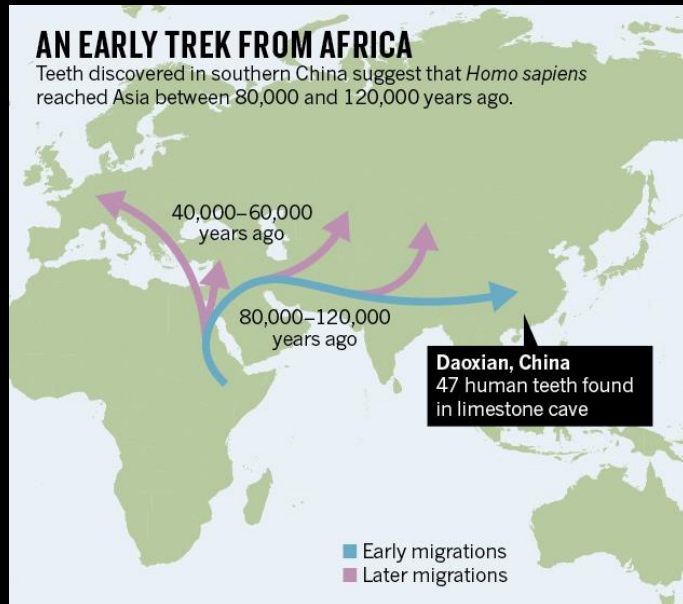 AN EARLY TREK FROM AFRICA
Teeth discovered in southern China suggest that Homo sapiens
reached Asia between 80,000 and 120,000 years ago.
40,000–60,000
years ago
80,000–120,000
years ago
Daoxian, China
47 human teeth found
in limestone cave
Early migrations
Later migrations